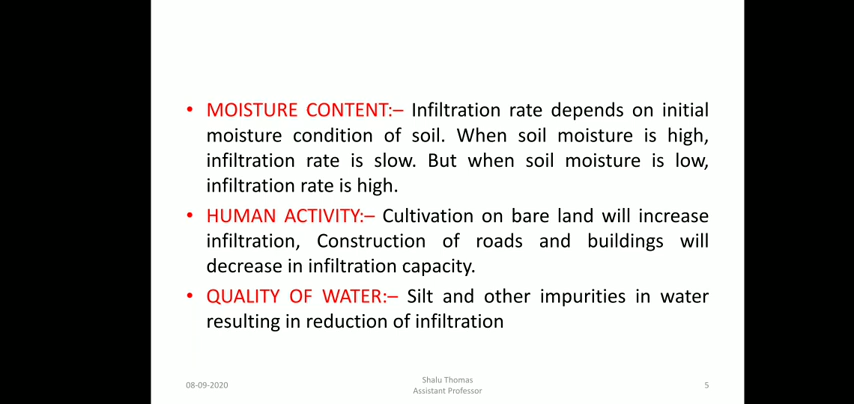 • MOISTURE CONTENT:– Infiltration rate depends on initial
moisture condition of soil. When soil moisture is high,
infiltration rate is slow. But when soil moisture is low,
infiltration rate is high.
• HUMAN ACTIVITY:– Cultivation on bare land will increase
infiltration, Construction of roads and buildings will
decrease in infiltration capacity.
• QUALITY OF WATER:– Silt and other impurities in water
resulting in reduction of infiltration
08-09-2020
Shalu Thomas
Assistant Professor
5